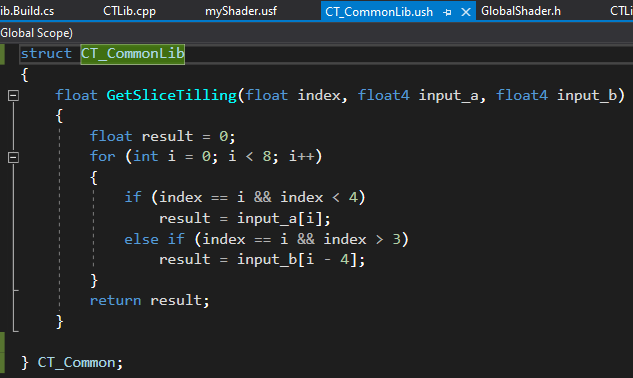 ib.Build.cs CTLib.cpp myShader.usf CT_CommonLib.ush GlobalShader.h CTLi
Global Scope)
struct CT_CommonLib
{
float GetSliceTilling(float index, float4 input_a, float4 input_b)
{
float result = 0;
for (int i = 0; i < 8; i++)
{
if (index == i && index < 4)
result = input_a[i];
else if (index == i && index > 3)
result = input_b[i - 4];
}
return result;
}
} CT_Common;